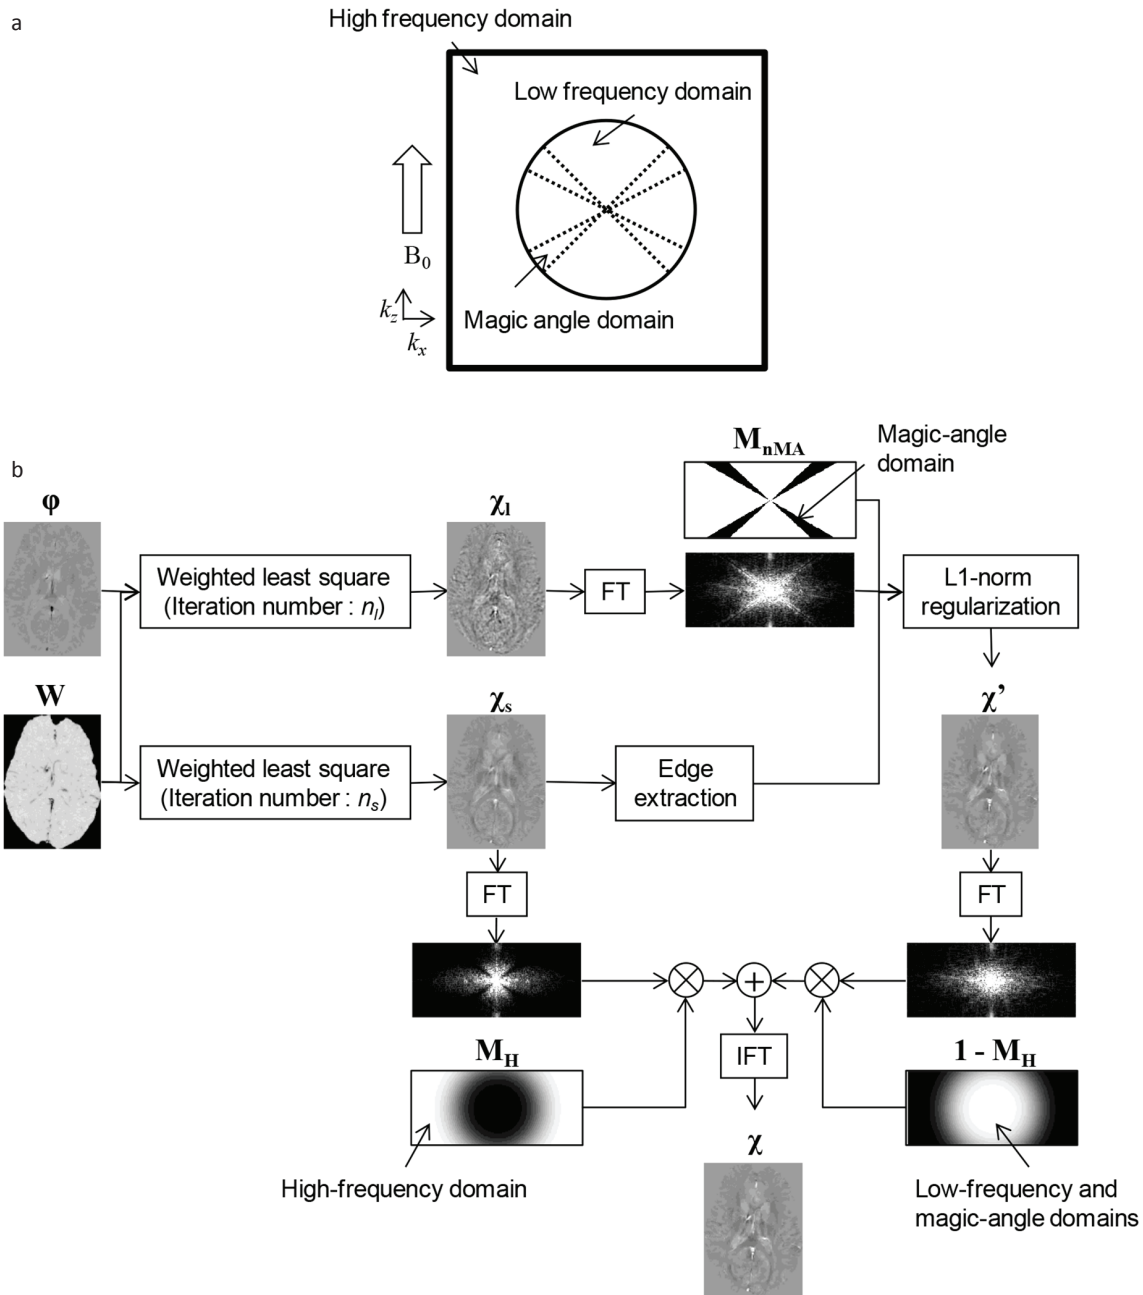 a
High frequency domain
Low frequency domain
B0
kz
kx
Magic angle domain
b
MnMA
Magic-angle
domain
φ
χl
Weighted least square
(Iteration number : nl)
FT
L1-norm
regularization
W
χs
χ’
Weighted least square
(Iteration number : ns)
Edge
extraction
FT
FT
MH
IFT
1 - MH
High-frequency domain
χ
Low-frequency and
magic-angle domains